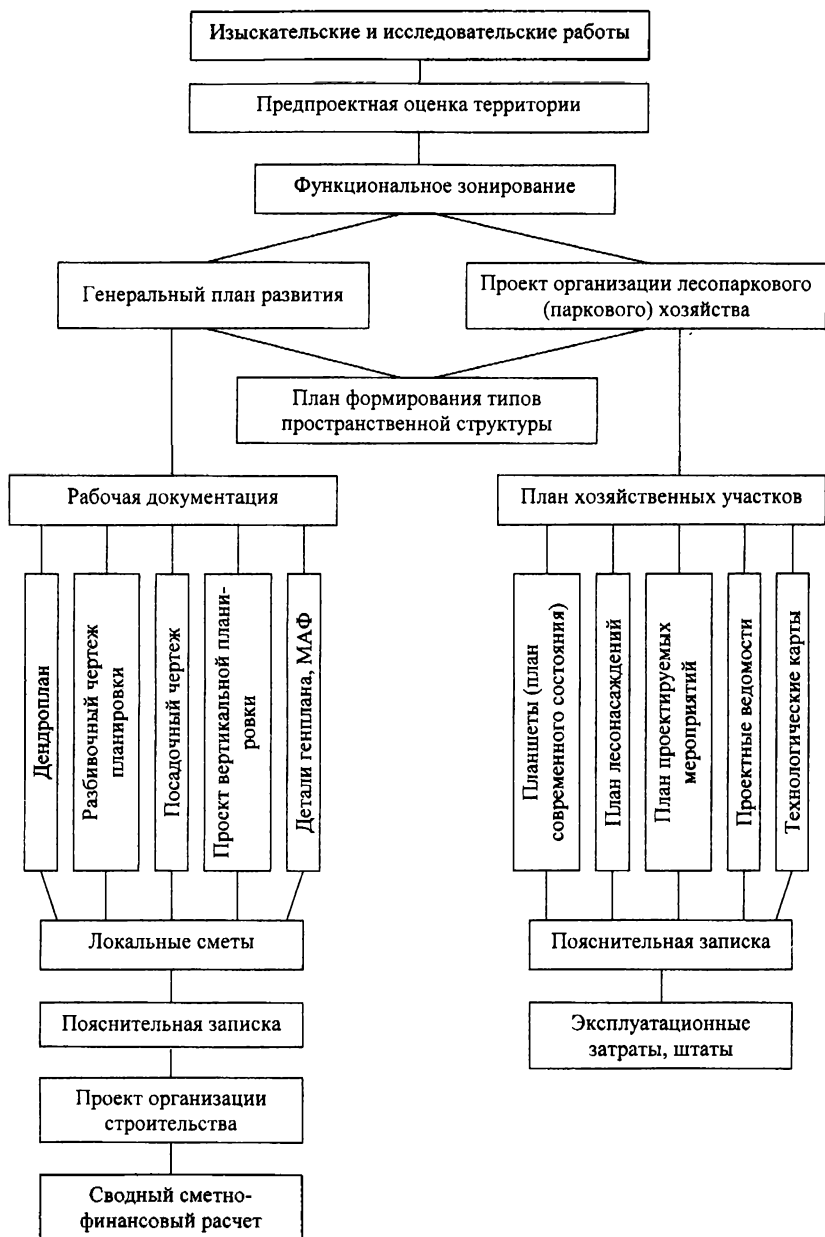 Изыскательские и исследовательские работы
Предпроектная оценка территории
Функциональное зонирование
Генеральный план развития
Проект организации лесопаркового
(паркового) хозяйства
План формирования типов
пространственной структуры
Рабочая документация
План хозяйственных участков
Дендроплан
Разбивочный чертеж
планировки
Посадочный чертеж
Проект вертикальной плани-
ровки
Детали генплана, МАФ
Планшеты (план
современного состояния)
План лесонасаждений
План проектируемых
мероприятий
Проектные ведомости
Технологические карты
Локальные сметы
Пояснительная записка
Пояснительная записка
Эксплуатационные
затраты, штаты
Проект организации
строительства
Сводный сметно-
финансовый расчет